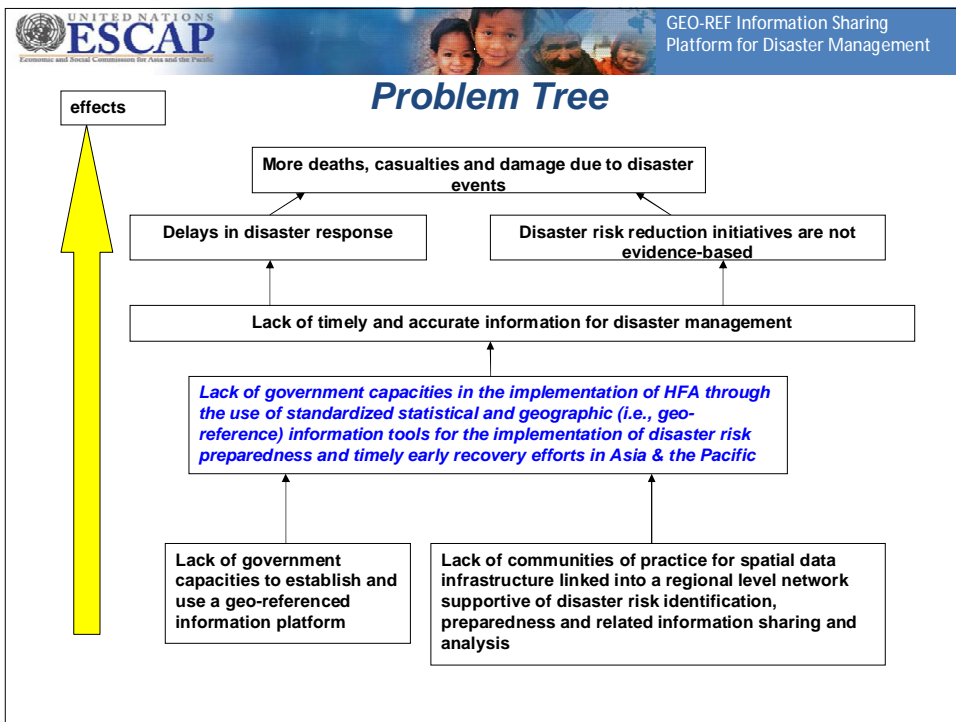 UNITED NATIONS
ESCAP
Economic and Social Commission for Asia and the Pacific
GEO-REF Information Sharing
Platform for Disaster Management
Problem Tree
effects
More deaths, casualties and damage due to disaster
events
Delays in disaster response
Disaster risk reduction initiatives are not
evidence-based
Lack of timely and accurate information for disaster management
Lack of government capacities in the implementation of HFA through
the use of standardized statistical and geographic (i.e., geo-
reference) information tools for the implementation of disaster risk
preparedness and timely early recovery efforts in Asia & the Pacific
Lack of government
capacities to establish and
use a geo-referenced
information platform
Lack of communities of practice for spatial data
infrastructure linked into a regional level network
supportive of disaster risk identification,
preparedness and related information sharing and
analysis